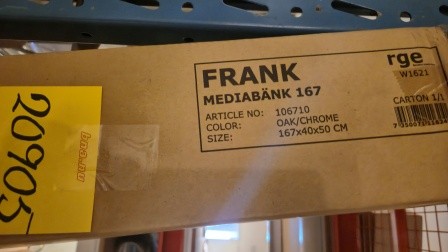 FRANK
MEDIABÄNK 167
ARTICLE NO: 106710
COLOR: OAK/CHROME
SIZE: 167x40x50 CM
rge
W1621
CARTON 1/1
20905